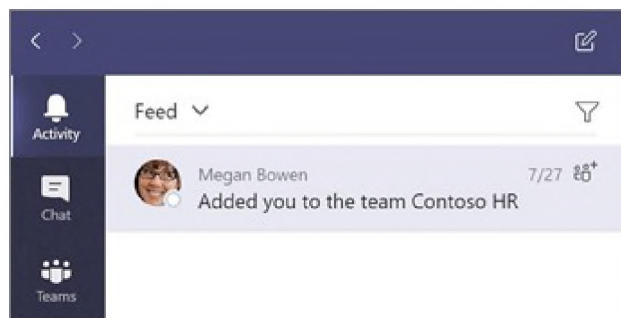 Activity
Feed
Megan Bowen 7/27
Added you to the team Contoso HR
Chat
Teams